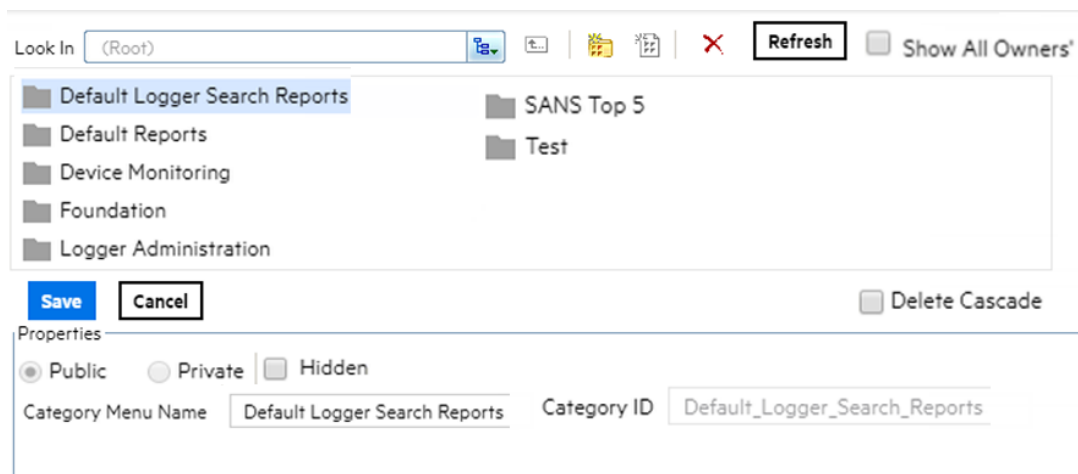 Look In (Root) Refresh Show All Owners'
Default Logger Search Reports
Default Reports
Device Monitoring
Foundation
Logger Administration
SANS Top 5
Test
Save Cancel Delete Cascade
Properties
Public Private Hidden
Category Menu Name Default Logger Search Reports Category ID Default_Logger_Search_Reports